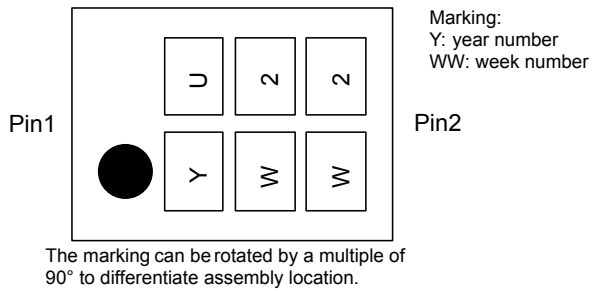 Marking:
Y: year number
WW: week number
U 2 2
Pin1
Pin2
Y W W
The marking can be rotated by a multiple of
90° to differentiate assembly location.